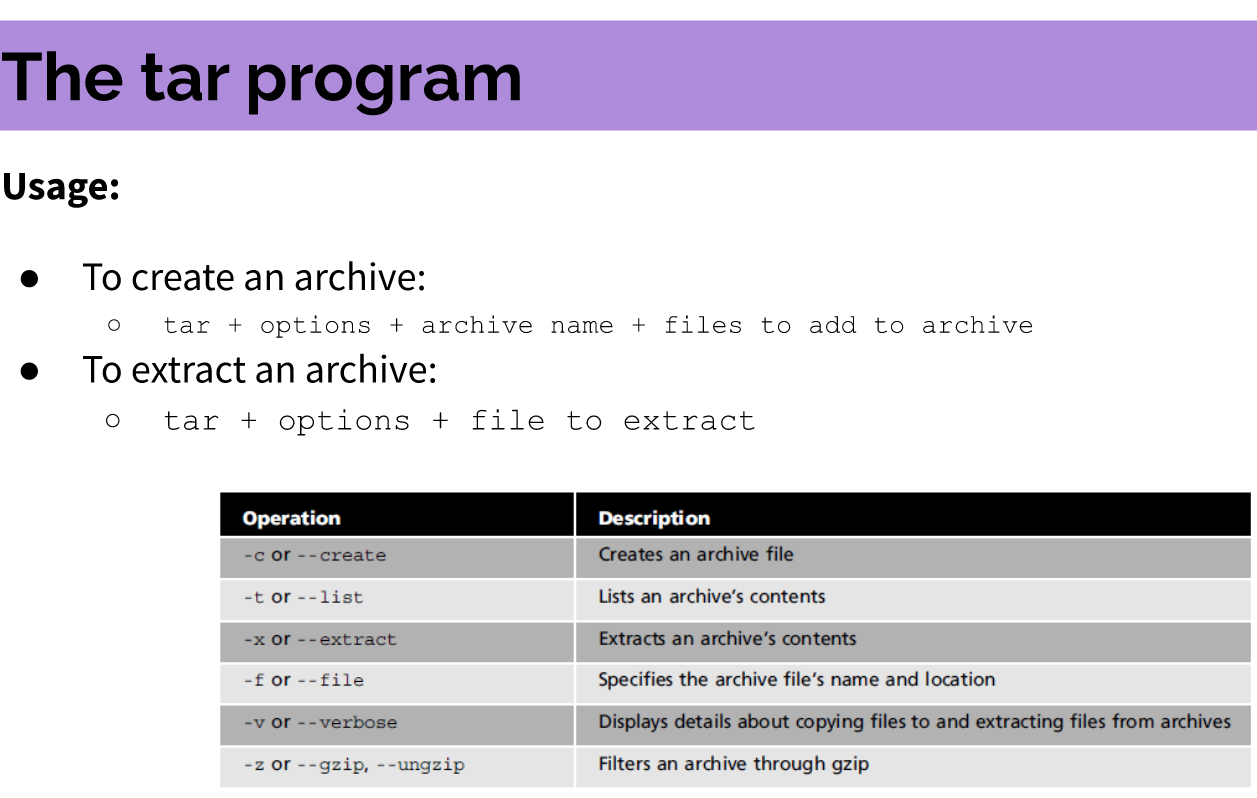 The tar program
Usage:
● To create an archive:
○ tar + options + archive name + files to add to archive
● To extract an archive:
○ tar + options + file to extract
Operation Description
-c or --create Creates an archive file
-t or --list Lists an archive’s contents
-x or --extract Extracts an archive’s contents
-f or --file Specifies the archive file’s name and location
-v or --verbose Displays details about copying files to and extracting files from archives
-z or --gzip, --ungzip Filters an archive through gzip